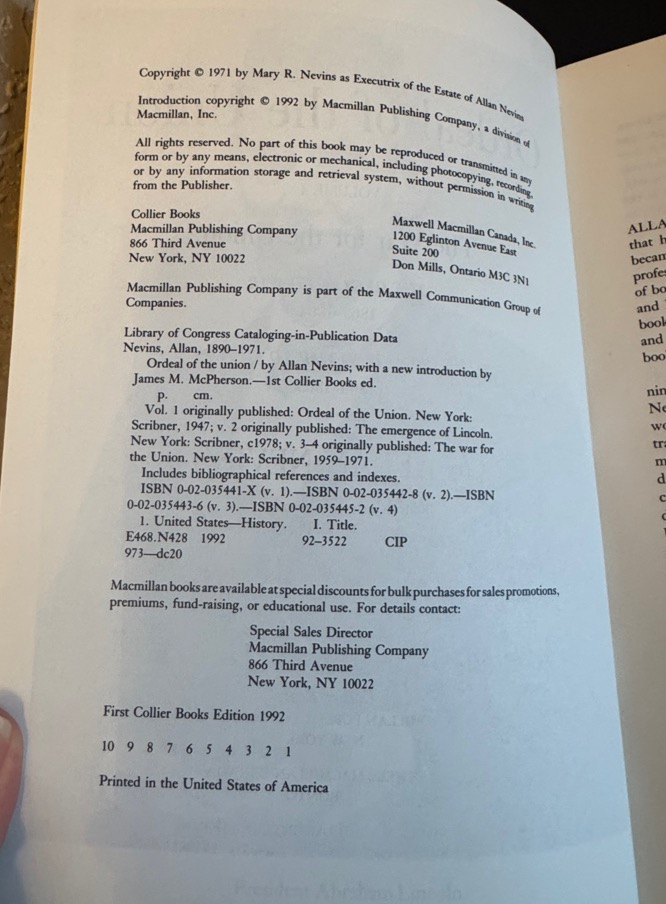 Copyright © 1971 by Mary R. Nevins as Executrix of the Estate of Allan Nevins
Introduction copyright © 1992 by Macmillan Publishing Company, a division of
Macmillan, Inc.
All rights reserved. No part of this book may be reproduced or transmitted in any
form or by any means, electronic or mechanical, including photocopying, recording,
or by any information storage and retrieval system, without permission in writing
from the Publisher.
Collier Books
Macmillan Publishing Company
866 Third Avenue
New York, NY 10022
Maxwell Macmillan Canada, Inc.
1200 Eglinton Avenue East
Suite 200
Don Mills, Ontario M3C 3N1
Macmillan Publishing Company is part of the Maxwell Communication Group of
Companies.
Library of Congress Cataloging-in-Publication Data
Nevins, Allan, 1890–1971.
Ordeal of the union / by Allan Nevins; with a new introduction by
James M. McPherson.—1st Collier Books ed.
p. cm.
Vol. 1 originally published: Ordeal of the Union. New York:
Scribner, 1947; v. 2 originally published: The emergence of Lincoln.
New York: Scribner, c1978; v. 3–4 originally published: The war for
the Union. New York: Scribner, 1959–1971.
Includes bibliographical references and indexes.
ISBN 0-02-035441-X (v. 1).—ISBN 0-02-035442-8 (v. 2).—ISBN
0-02-035443-6 (v. 3).—ISBN 0-02-035445-2 (v. 4)
1. United States—History. I. Title.
E468.N428 1992 92–3522 CIP
973—dc20
Macmillan books are available at special discounts for bulk purchases for sales promotions,
premiums, fund-raising, or educational use. For details contact:
Special Sales Director
Macmillan Publishing Company
866 Third Avenue
New York, NY 10022
First Collier Books Edition 1992
10 9 8 7 6 5 4 3 2 1
Printed in the United States of America
that
of bo
and
and